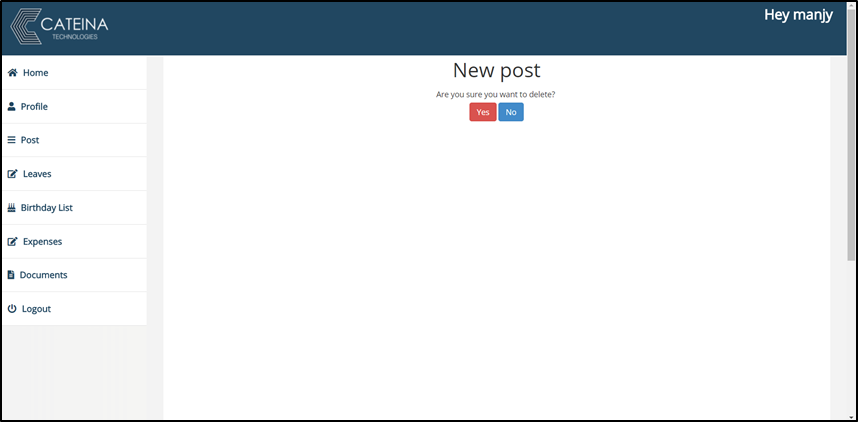 CATEINA
TECHNOLOGIES
Hey manjy
Home
Profile
Post
Leaves
Birthday List
Expenses
Documents
Logout
New post
Are you sure you want to delete?
Yes No